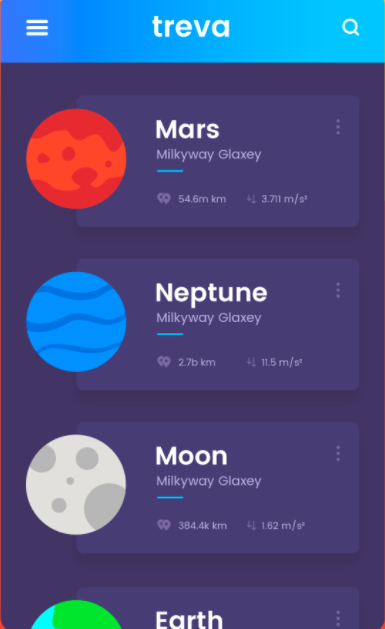 treva
Mars
Milkyway Glaxey
54.6m km 3.711 m/s²
Neptune
Milkyway Glaxey
2.7b km 11.5 m/s²
Moon
Milkyway Glaxey
384.4k km 1.62 m/s²
Earth